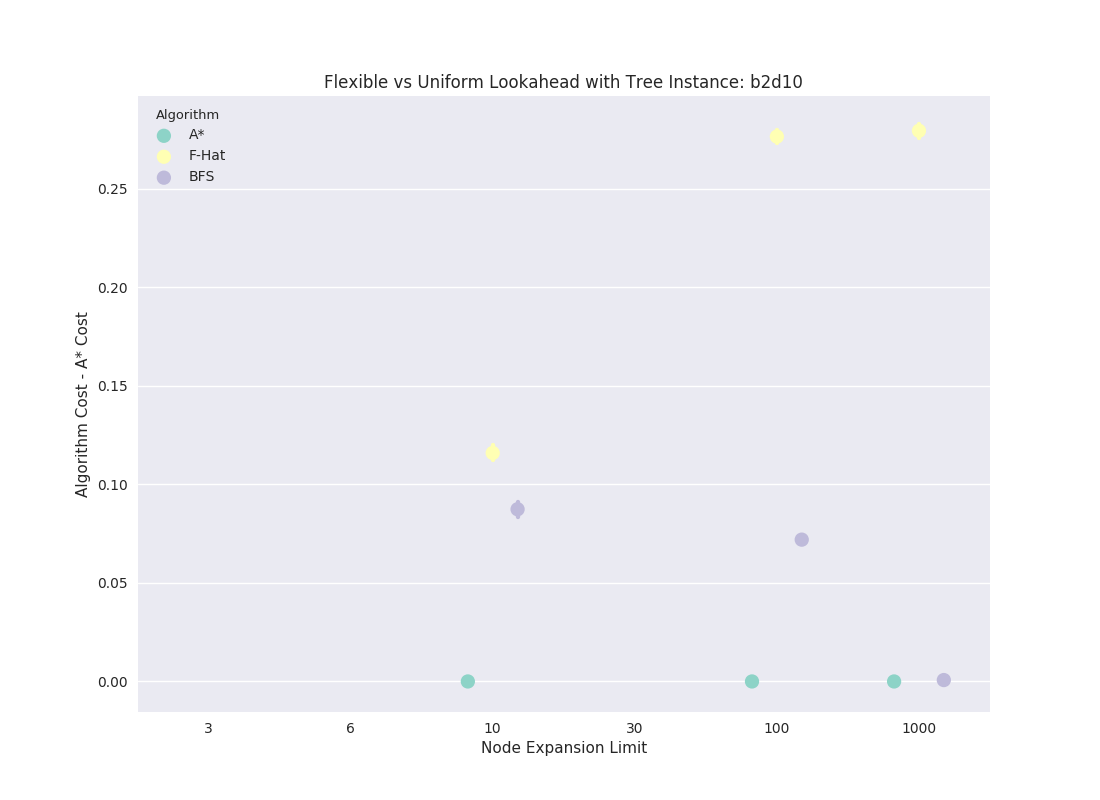 Flexible vs Uniform Lookahead with Tree Instance: b2d10
Algorithm
A*
F-Hat
BFS
0.25
0.20
0.15
0.10
0.05
0.00
Algorithm Cost - A* Cost
3 6 10 30 100 1000
Node Expansion Limit